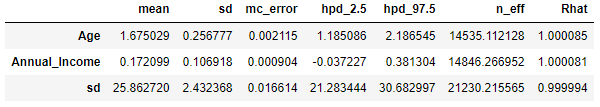 mean sd mc_error hpd_2.5 hpd_97.5 n_eff Rhat
Age 1.675029 0.256777 0.002115 1.185086 2.186545 14535.112128 1.000085
Annual_Income 0.172099 0.106918 0.000904 -0.037227 0.381304 14846.266952 1.000081
sd 25.862720 2.432368 0.016614 21.283444 30.682997 21230.215565 0.999994